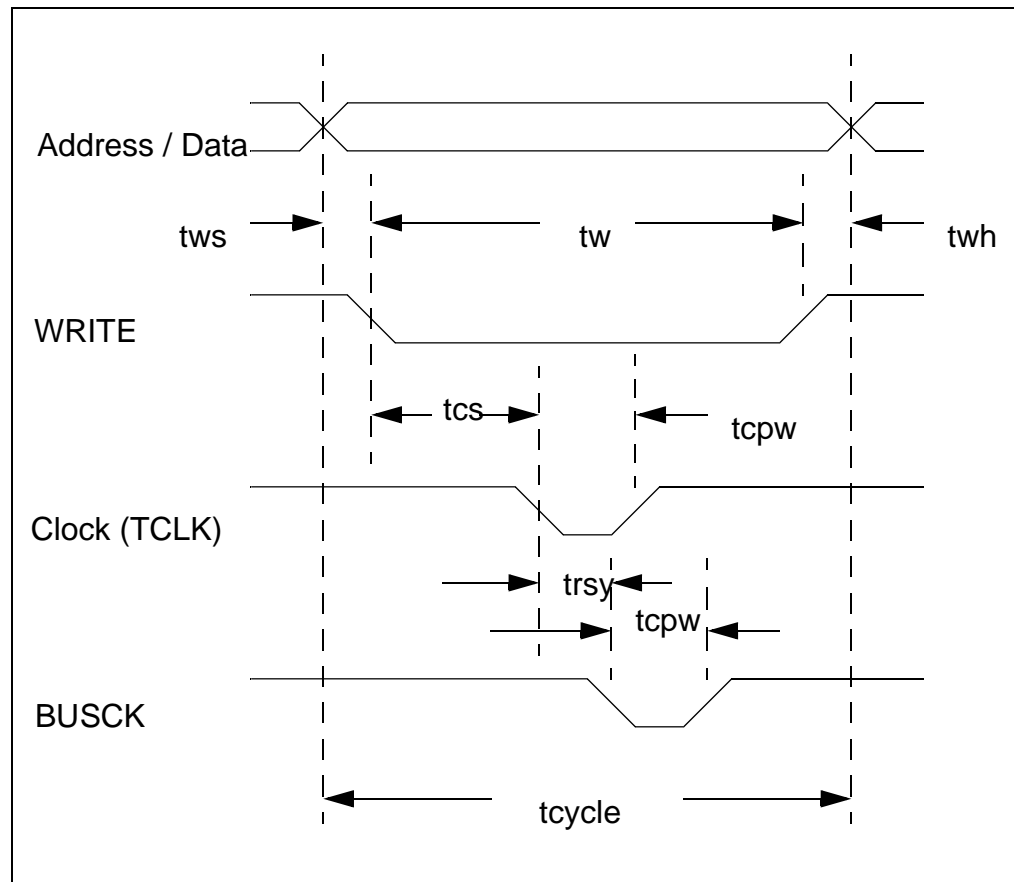 Address / Data
tws
tw
twh
WRITE
tcs
tcpw
Clock (TCLK)
trsy
tcpw
BUSCK
tcycle